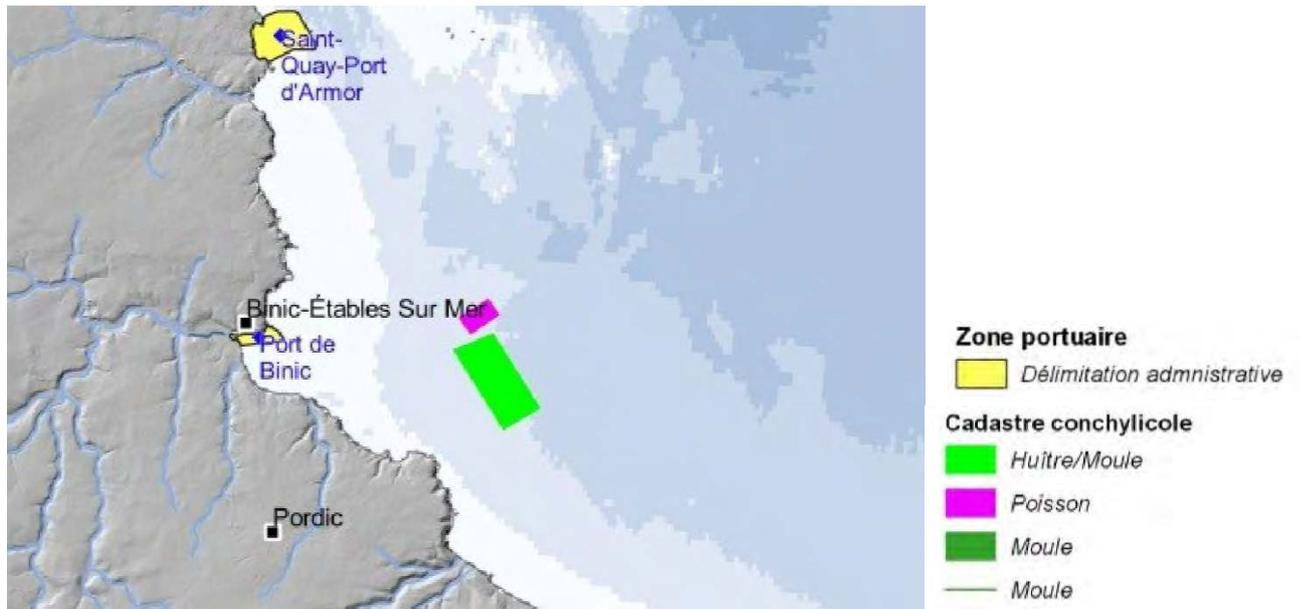 Saint-
Quay-Port
d'Armor
Binic-Étables Sur Mer
Port de
Binic
Pordic
Zone portuaire
Délimitation admnistrative
Cadastre conchylicole
Huître/Moule
Poisson
Moule
Moule